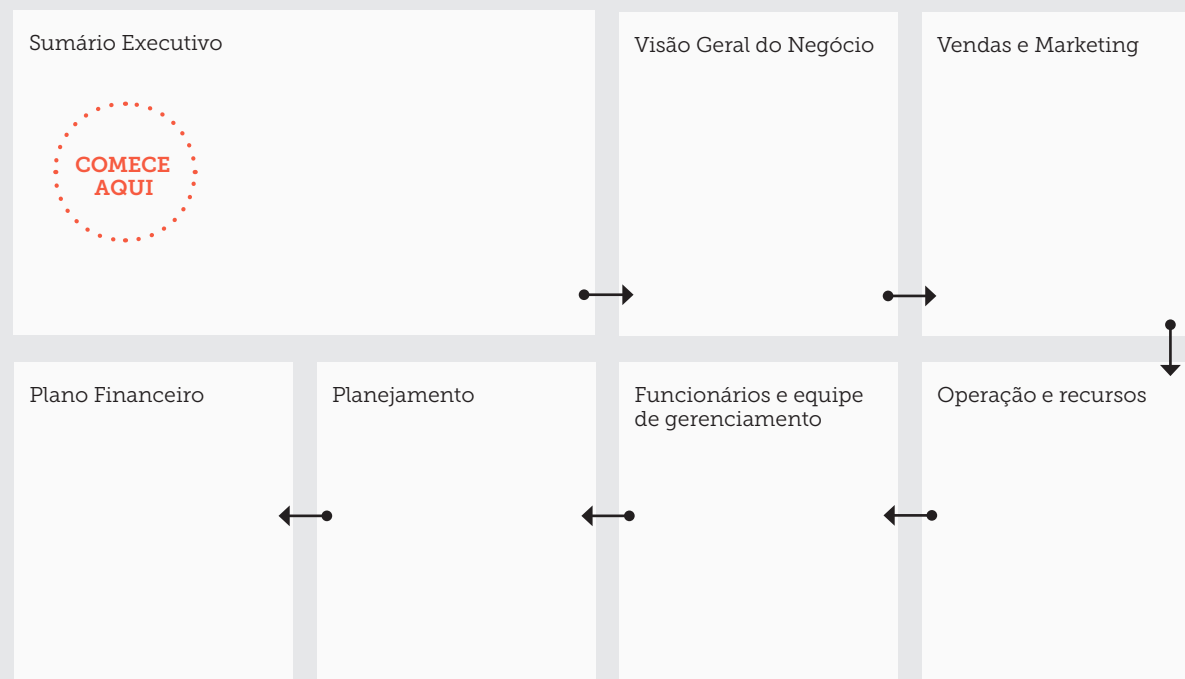 Sumário Executivo
COMECE
AQUI
Visão Geral do Negócio
Vendas e Marketing
Plano Financeiro
Planejamento
Funcionários e equipe
de gerenciamento
Operação e recursos